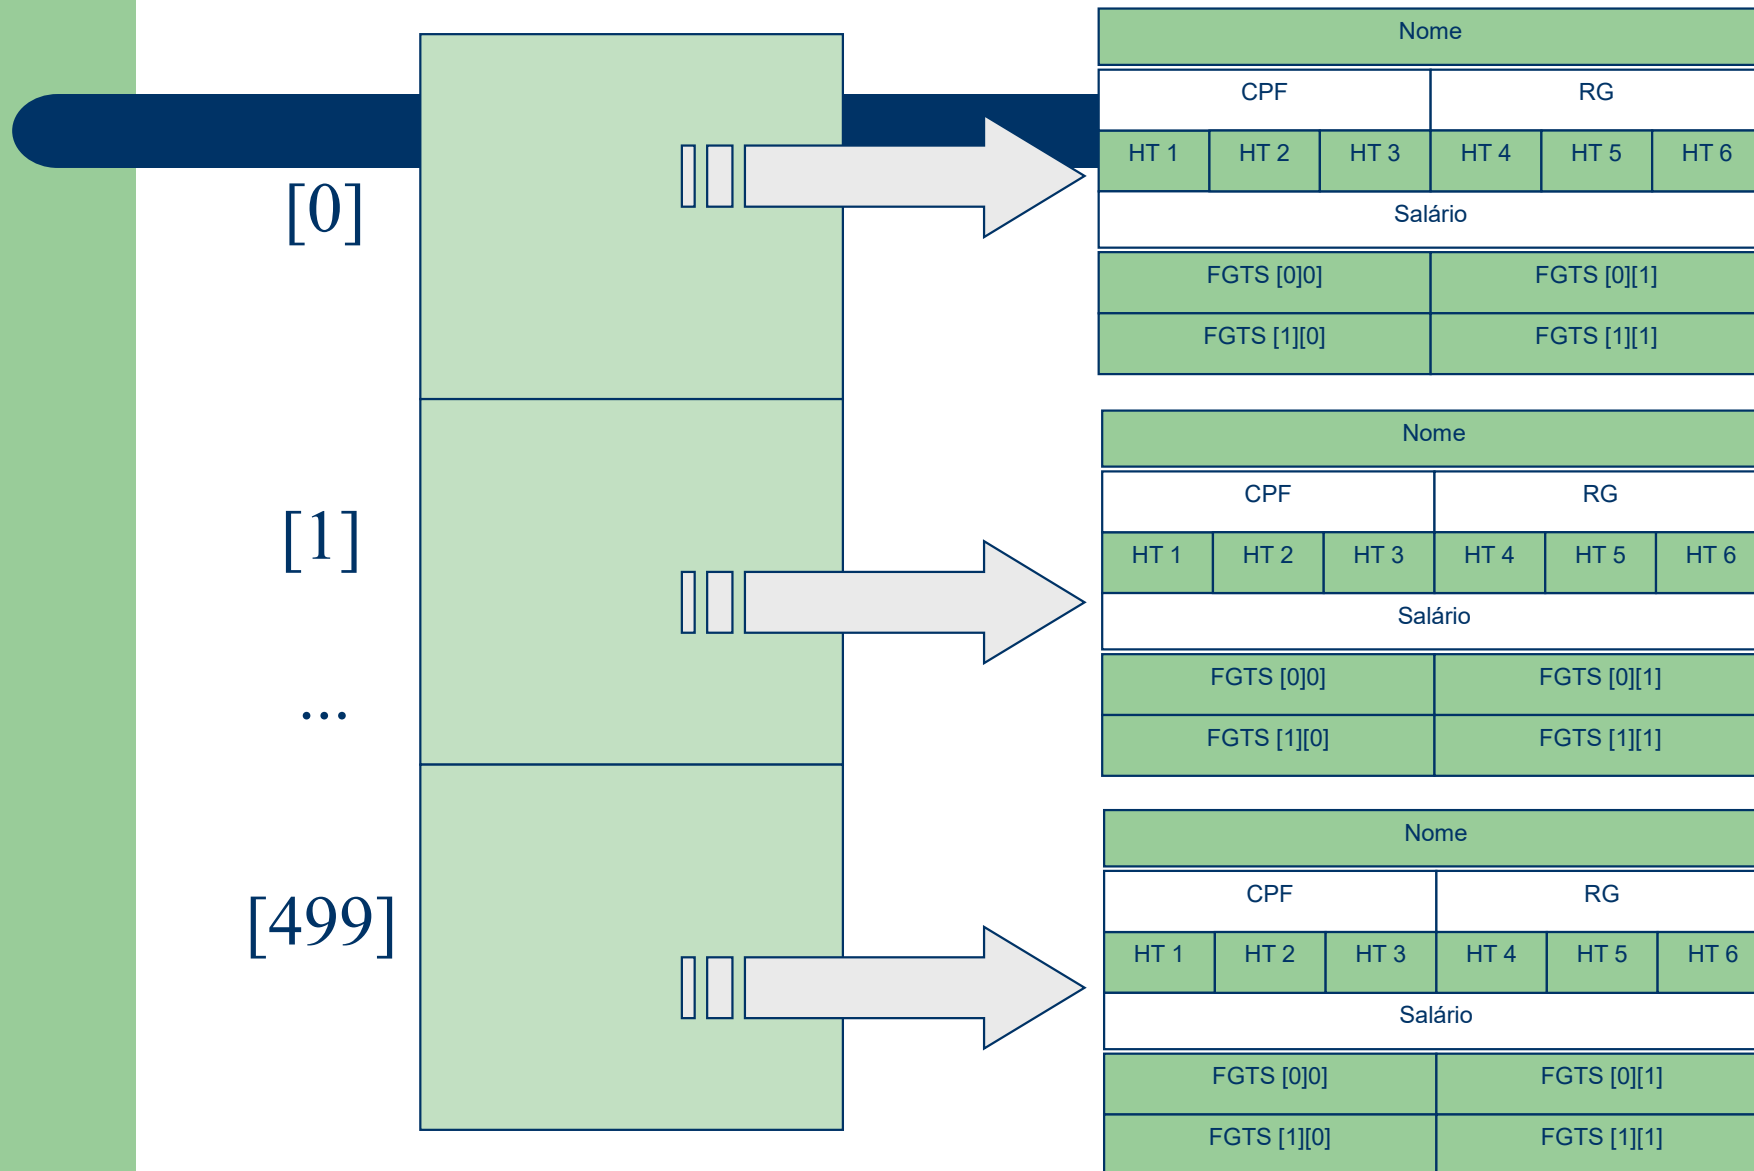 [0]
Nome
CPF RG
HT 1 HT 2 HT 3 HT 4 HT 5 HT 6
Salário
FGTS [0]0] FGTS [0][1]
FGTS [1][0] FGTS [1][1]
[1]
...
Nome
CPF RG
HT 1 HT 2 HT 3 HT 4 HT 5 HT 6
Salário
FGTS [0]0] FGTS [0][1]
FGTS [1][0] FGTS [1][1]
[499]
Nome
CPF RG
HT 1 HT 2 HT 3 HT 4 HT 5 HT 6
Salário
FGTS [0]0] FGTS [0][1]
FGTS [1][0] FGTS [1][1]